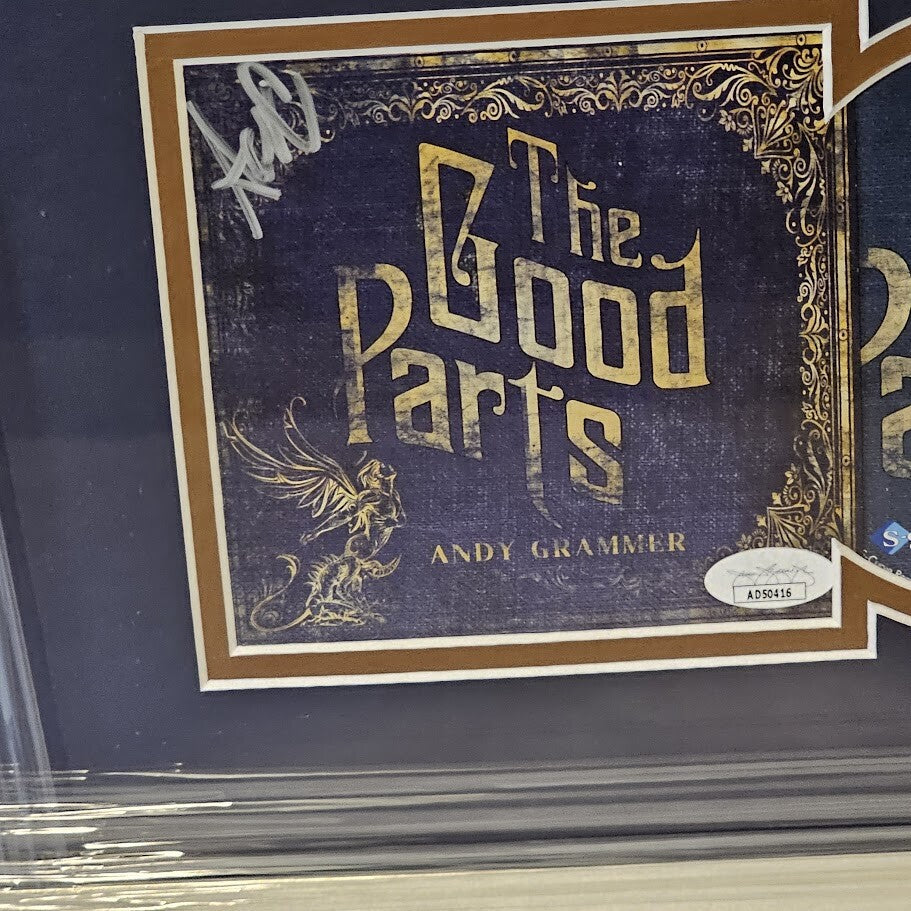 The
Good
Parts
ANDY GRAMMER
AD50416
S